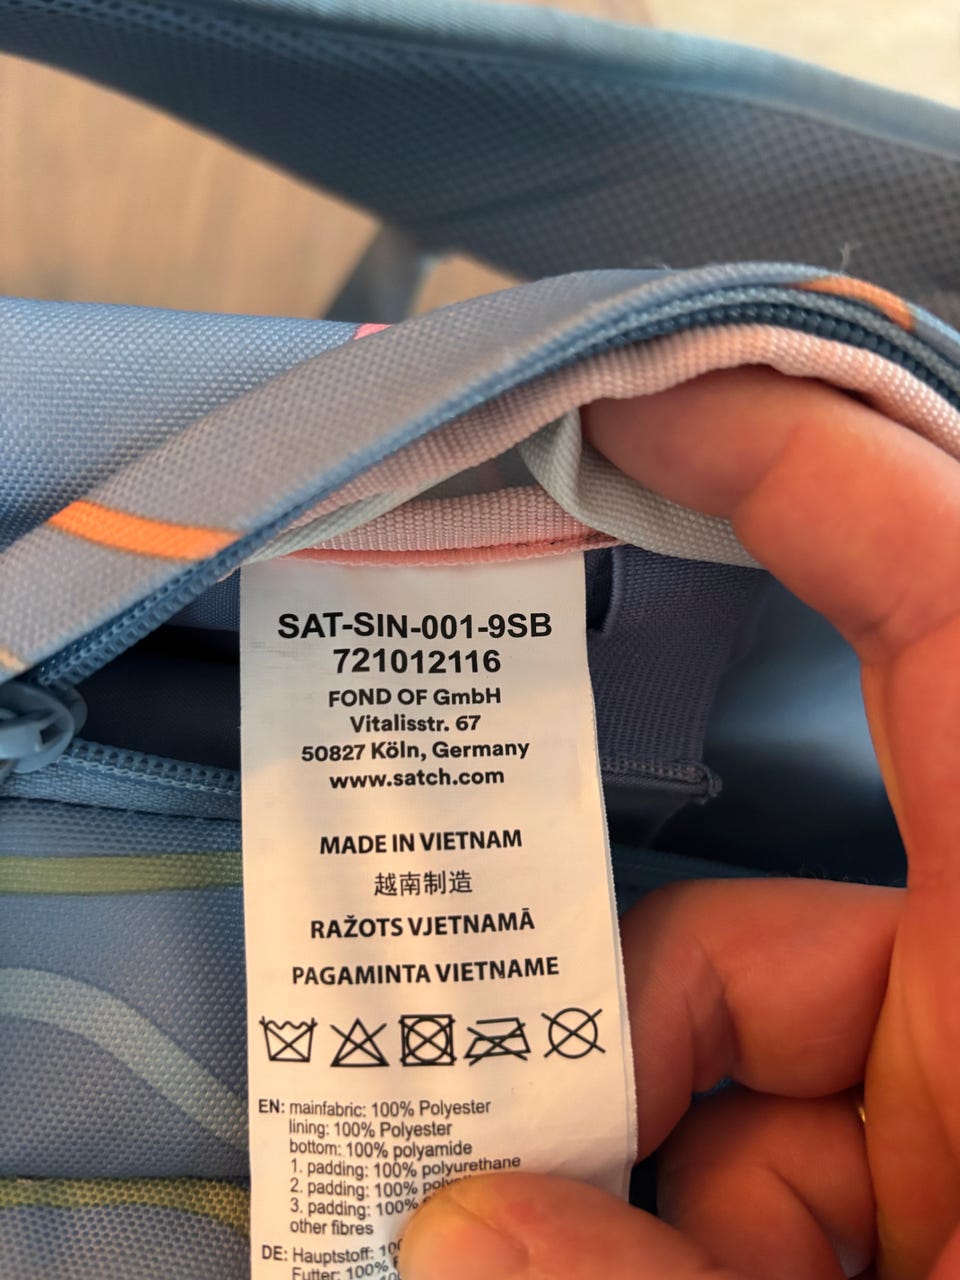 SAT-SIN-001-9SB
721012116
FOND OF GmbH
Vitalisstr. 67
50827 Köln, Germany
www.satch.com
MADE IN VIETNAM
越南制造
RAŽOTS VJETNAMĀ
PAGAMINTA VIETNAME
EN: mainfabric: 100% Polyester
lining: 100% Polyester
bottom: 100% polyamide
1. padding: 100% polyurethane
2. padding: 100%
3. padding: 100%
other fibres
DE: Hauptstoff:
Futter: 100%